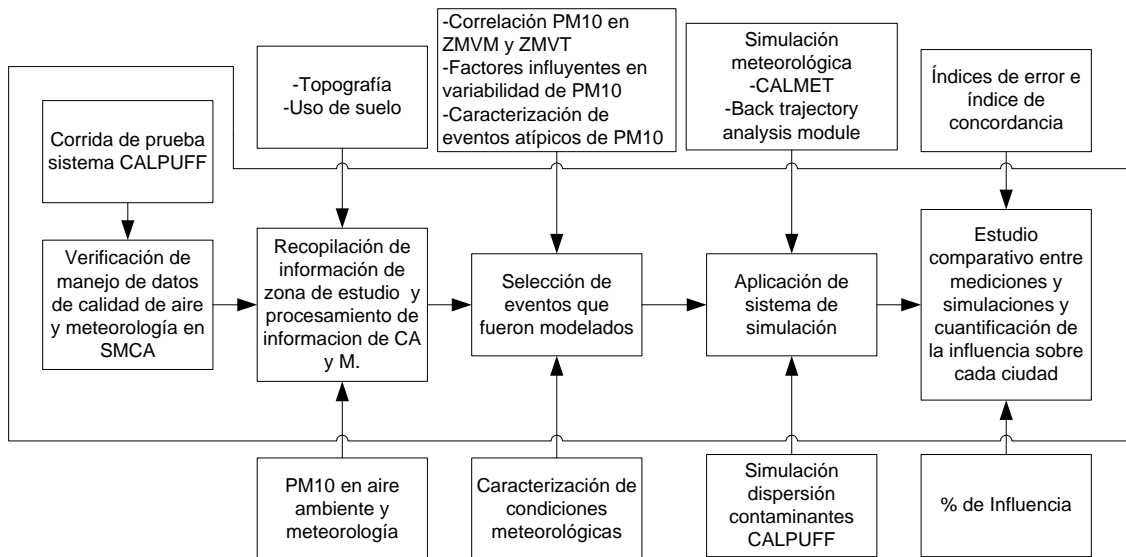 Corrida de prueba
sistema CALPUFF
-Topografía
-Uso de suelo
-Correlación PM10 en
ZMVM y ZMVT
-Factores influyentes en
variabilidad de PM10
-Caracterización de
eventos atípicos de PM10
Simulación
meteorológica
-CALMET
-Back trajectory
analysis module
Índices de error e
índice de
concordancia
Verificación de
manejo de datos
de calidad de aire
y meteorología en
SMCA
Recopilación de
información de
zona de estudio y
procesamiento de
informacion de CA
y M.
Selección de
eventos que
fueron modelados
Aplicación de
sistema de
simulación
Estudio
comparativo entre
mediciones y
simulaciones y
cuantificación de
la influencia sobre
cada ciudad
PM10 en aire
ambiente y
meteorología
Caracterización de
condiciones
meteorológicas
Simulación
dispersión
contaminantes
CALPUFF
% de Influencia